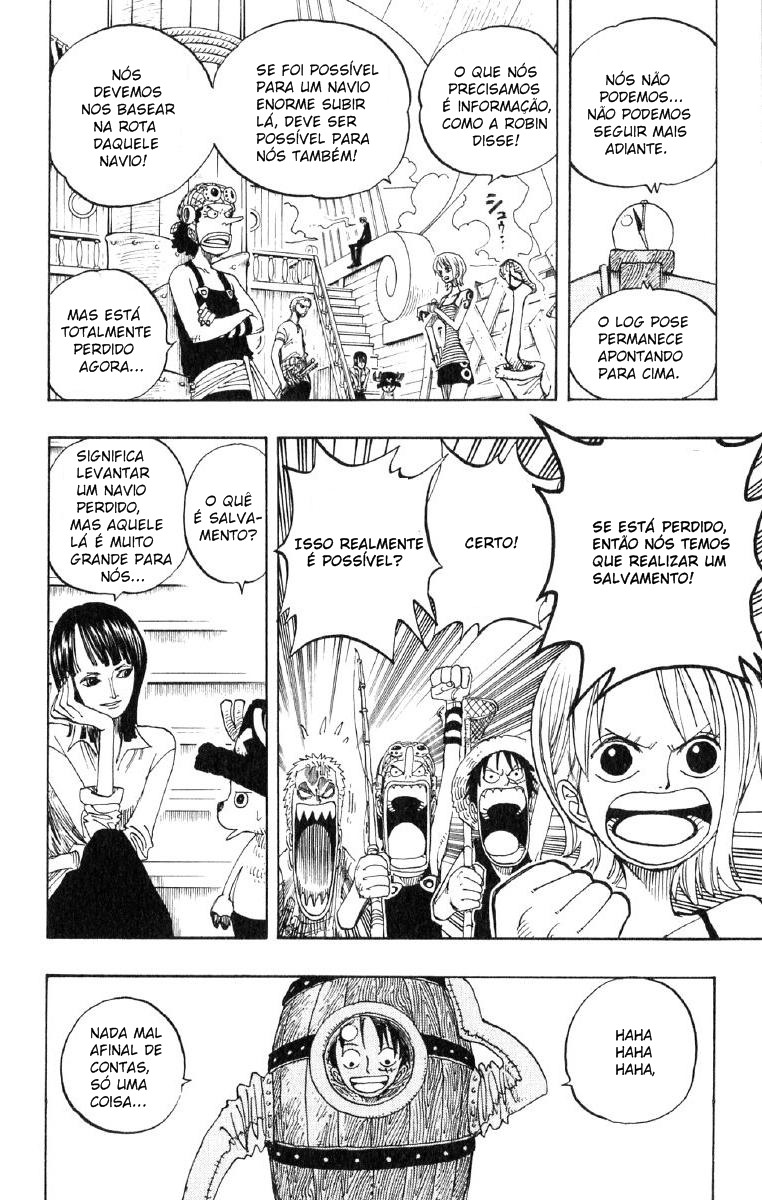 NÓS NÃO
PODEMOS...
NÃO PODEMOS
SEGUIR MAIS
ADIANTE.
O LOG POSE
PERMANECE
APONTANDO
PARA CIMA.
O QUE NÓS
PRECISAMOS
É INFORMAÇÃO,
COMO A ROBIN
DISSE!
SE FOI POSSÍVEL
PARA UM NAVIO
ENORME SUBIR
LÁ, DEVE SER
POSSÍVEL PARA
NÓS TAMBÉM!
NÓS
DEVEMOS
NOS BASEAR
NA ROTA
DAQUELE
NAVIO!
MAS ESTÁ
TOTALMENTE
PERDIDO
AGORA...
SE ESTÁ PERDIDO,
ENTÃO NÓS TEMOS
QUE REALIZAR UM
SALVAMENTO!
CERTO!
ISSO REALMENTE
É POSSÍVEL?
O QUÊ
É SALVA-
MENTO?
SIGNIFICA
LEVANTAR
UM NAVIO
PERDIDO,
MAS AQUELE
LÁ É MUITO
GRANDE PARA
NÓS...
HAHA
HAHA
HAHA,
NADA MAL
AFINAL DE
CONTAS,
SÓ UMA
COISA...